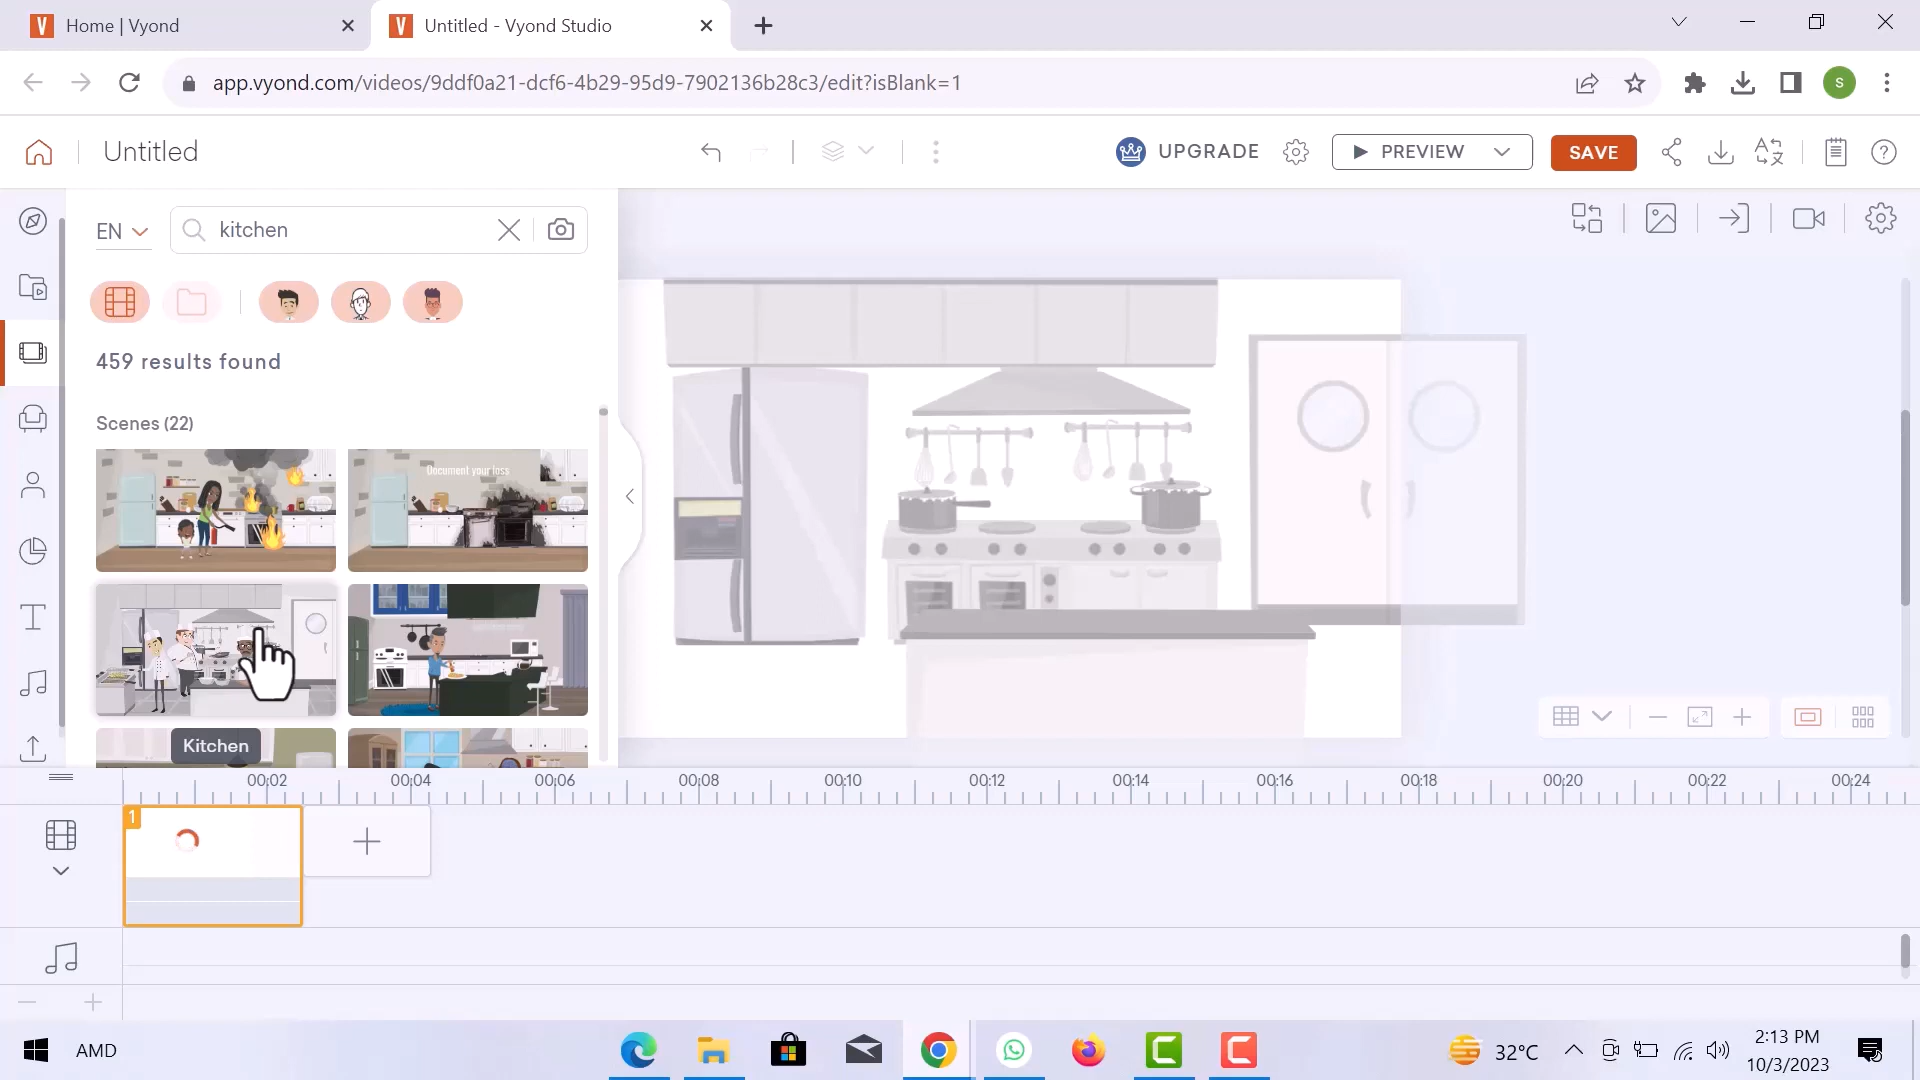 Home | Vyond
Untitled - Vyond Studio
app.vyond.com/videos/9ddf0a21-dcf6-4b29-95d9-7902136b28c3/edit?isBlank=1
S
Untitled
UPGRADE
PREVIEW
SAVE
EN
kitchen
459 results found
Scenes (22)
Document your loss
Kitchen
00:02 00:04 00:06 00:08 00:10 00:12 00:14 00:16 00:18 00:20 00:22 00:24
1
AMD
32°C
2:13 PM
10/3/2023